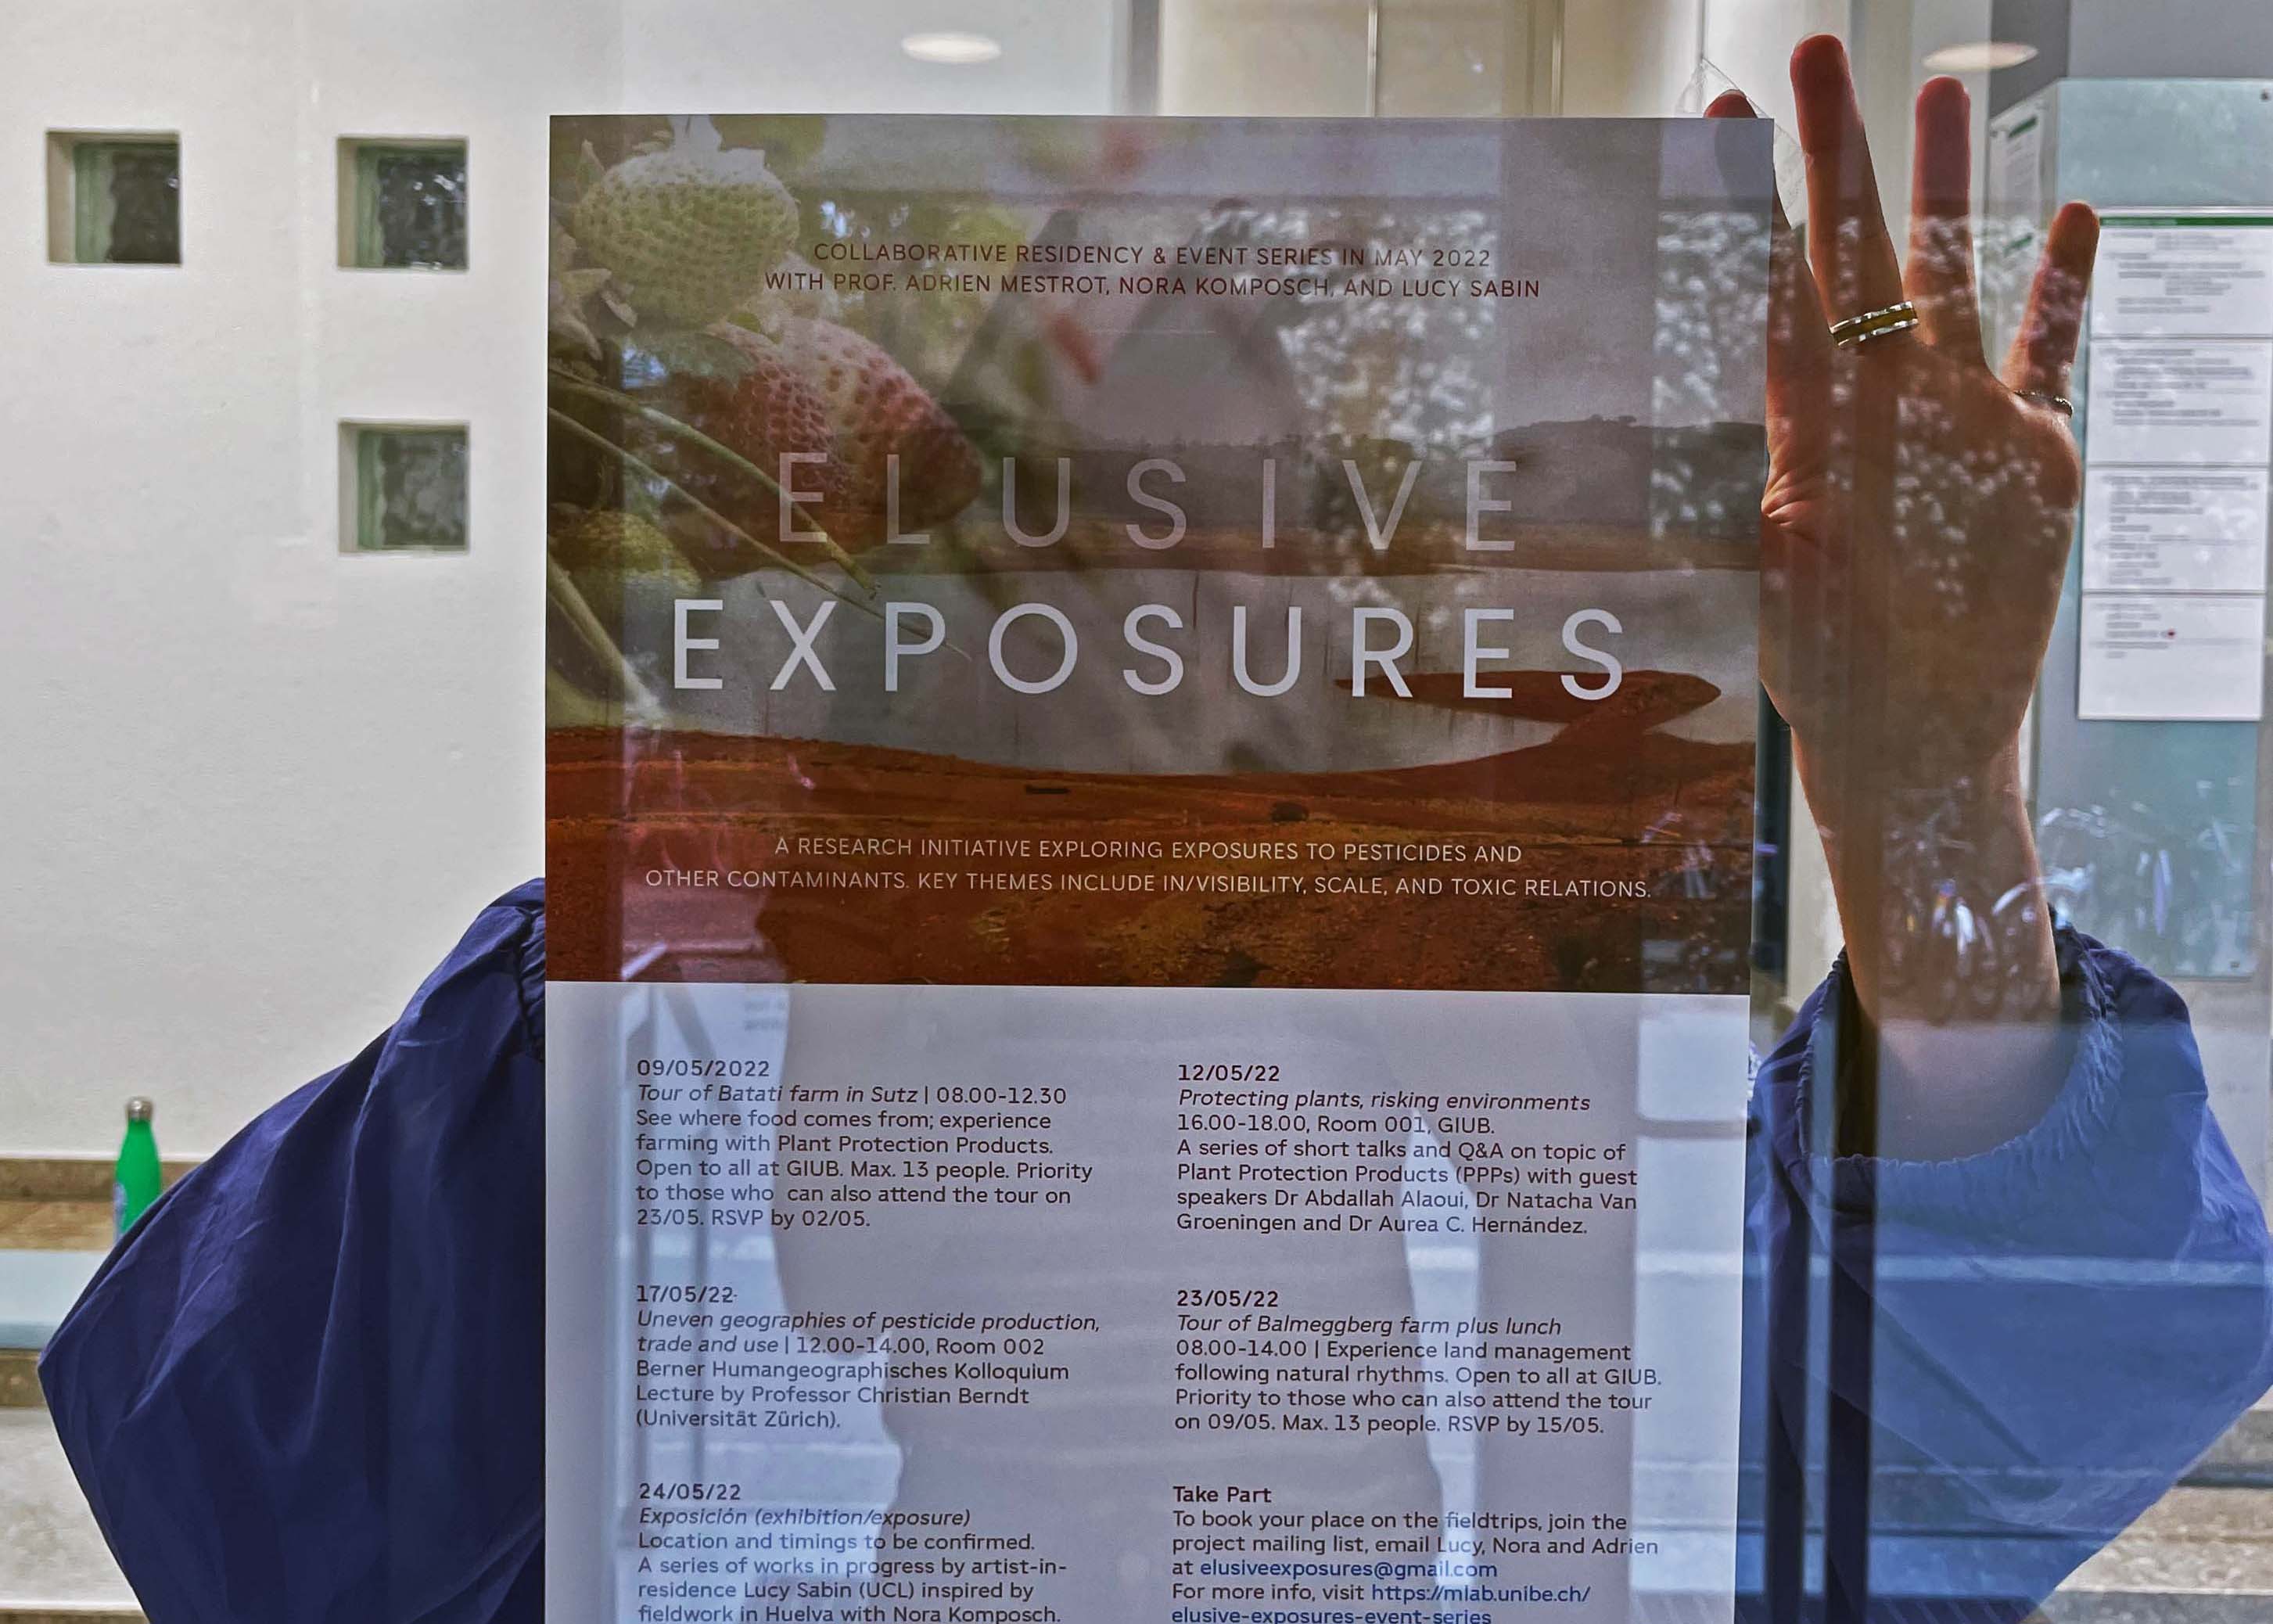 COLLABORATIVE RESIDENCY & EVENT SERIES IN MAY 2022
WITH PROF. ADRIEN MESTROT, NORA KOMPOSCH, AND LUCY SABIN
ELUSIVE
EXPOSURES
A RESEARCH INITIATIVE EXPLORING EXPOSURES TO PESTICIDES AND
OTHER CONTAMINANTS. KEY THEMES INCLUDE IN/VISIBILITY, SCALE, AND TOXIC RELATIONS.
09/05/2022
Tour of Batati farm in Sutz | 08.00-12.30
See where food comes from; experience
farming with Plant Protection Products.
Open to all at GIUB. Max. 13 people. Priority
to those who can also attend the tour on
23/05. RSVP by 02/05.
12/05/22
Protecting plants, risking environments
16.00-18.00, Room 001, GIUB.
A series of short talks and Q&A on topic of
Plant Protection Products (PPPs) with guest
speakers Dr Abdallah Alaoui, Dr Natacha Van
Groeningen and Dr Aurea C. Hernández.
17/05/22
Uneven geographies of pesticide production,
trade and use | 12.00-14.00, Room 002
Berner Humangeographisches Kolloquium
Lecture by Professor Christian Berndt
(Universität Zürich).
23/05/22
Tour of Balmeggberg farm plus lunch
08.00-14.00 | Experience land management
following natural rhythms. Open to all at GIUB.
Priority to those who can also attend the tour
on 09/05. Max. 13 people. RSVP by 15/05.
24/05/22
Exposición (exhibition/exposure)
Location and timings to be confirmed.
A series of works in progress by artist-in-
residence Lucy Sabin (UCL) inspired by
fieldwork in Huelva with Nora Komposch.
Take Part
To book your place on the fieldtrips, join the
project mailing list, email Lucy, Nora and Adrien
at elusiveexposures@gmail.com
For more info, visit https://mlab.unibe.ch/
elusive-exposures-event-series